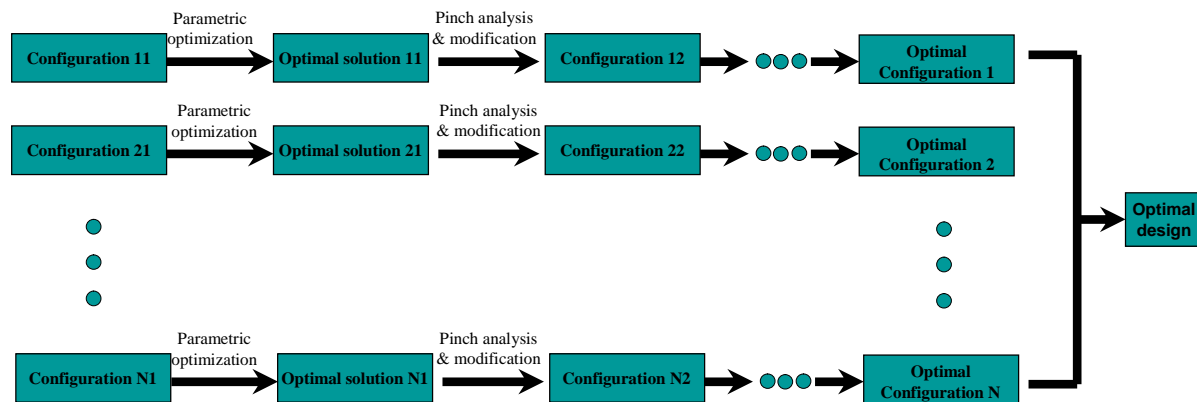 Parametric
optimization
Pinch analysis
& modification
Configuration 11
Optimal solution 11
Configuration 12
Optimal
Configuration 1
Parametric
optimization
Pinch analysis
& modification
Configuration 21
Optimal solution 21
Configuration 22
Optimal
Configuration 2
Optimal
design
Parametric
optimization
Pinch analysis
& modification
Configuration N1
Optimal solution N1
Configuration N2
Optimal
Configuration N